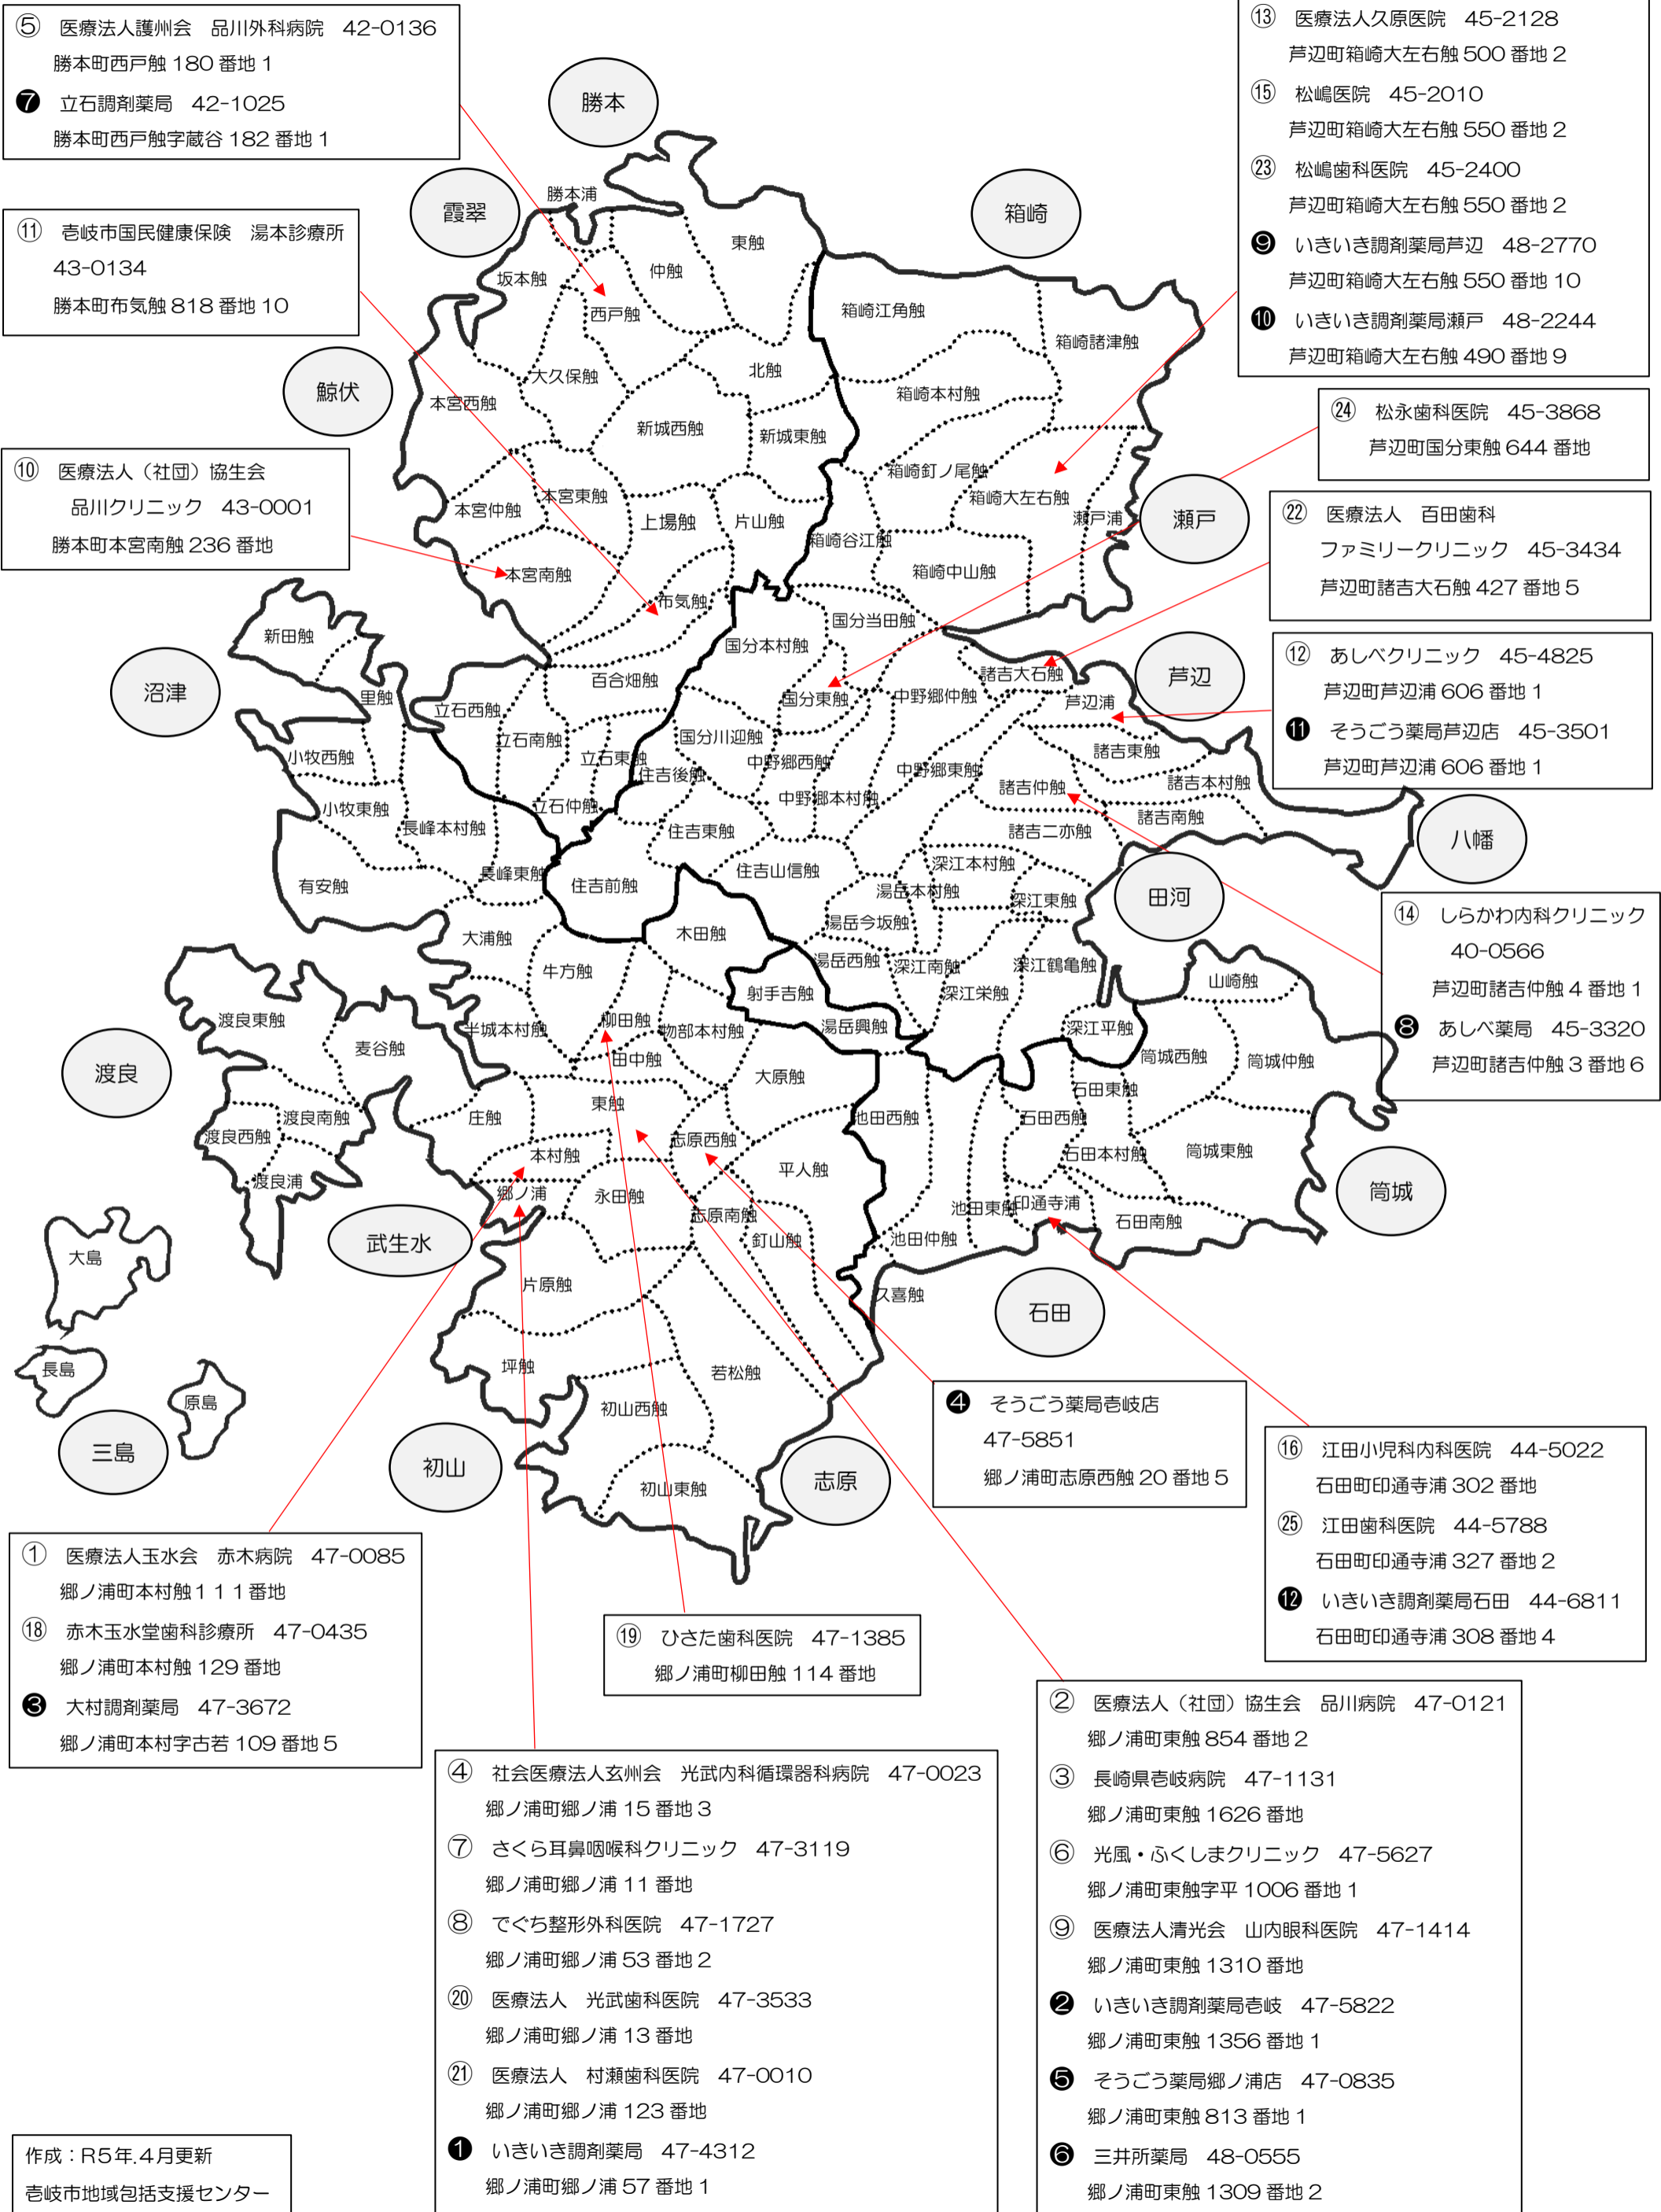 ⑤ 医療法人護州会 品川外科病院 42-0136
勝本町西戸触 180 番地 1
❼ 立石調剤薬局 42-1025
勝本町西戸触字蔵谷 182 番地 1
⑪ 壱岐市国民健康保険 湯本診療所
43-0134
勝本町布気触 818 番地 10
⑩ 医療法人（社団）協生会
品川クリニック 43-0001
勝本町本宮南触 236 番地
⑬ 医療法人久原医院 45-2128
芦辺町箱崎大左右触 500 番地 2
⑮ 松嶋医院 45-2010
芦辺町箱崎大左右触 550 番地 2
㉓ 松嶋歯科医院 45-2400
芦辺町箱崎大左右触 550 番地 2
❾ いきいき調剤薬局芦辺 48-2770
芦辺町箱崎大左右触 550 番地 10
❿ いきいき調剤薬局瀬戸 48-2244
芦辺町箱崎大左右触 490 番地 9
㉔ 松永歯科医院 45-3868
芦辺町国分東触 644 番地
㉒ 医療法人 百田歯科
ファミリークリニック 45-3434
芦辺町諸吉大石触 427 番地 5
⑫ あしべクリニック 45-4825
芦辺町芦辺浦 606 番地 1
⓫ そうごう薬局芦辺店 45-3501
芦辺町芦辺浦 606 番地 1
⑭ しらかわ内科クリニック
40-0566
芦辺町諸吉仲触 4 番地 1
❽ あしべ薬局 45-3320
芦辺町諸吉仲触 3 番地 6
勝本
霞翠
箱崎
鯨伏
瀬戸
沼津
芦辺
八幡
田河
渡良
筒城
武生水
石田
三島
初山
志原
勝本浦
東触
仲触
坂本触
西戸触
箱崎江角触
箱崎諸津触
大久保触
北触
本宮西触
箱崎本村触
新城西触
新城東触
箱崎釘ノ尾触
箱崎大左右触
本宮東触
本宮仲触
上場触
片山触
瀬戸浦
箱崎谷江触
箱崎中山触
本宮南触
布気触
国分当田触
新田触
国分本村触
諸吉大石触
百合畑触
里触
国分東触
中野郷仲触
芦辺浦
立石西触
立石南触
国分川迎触
諸吉東触
小牧西触
立石東触
住吉後触
中野郷西触
中野郷東触
諸吉仲触
諸吉本村触
小牧東触
立石仲触
中野郷本村触
諸吉南触
長峰本村触
住吉東触
諸吉二亦触
長峰東触
住吉山信触
深江本村触
有安触
住吉前触
湯岳本村触
深江東触
湯岳今坂触
大浦触
木田触
牛方触
湯岳西触
深江南触
深江鶴亀触
山崎触
射手吉触
深江栄触
渡良東触
半城本村触
柳田触
物部本村触
湯岳興触
深江平触
麦谷触
田中触
大原触
筒城西触
筒城仲触
東触
石田東触
庄触
渡良南触
池田西触
石田西触
渡良西触
志原西触
本村触
平人触
石田本村触
筒城東触
渡良浦
郷ノ浦
永田触
志原南触
池田東触
印通寺浦
石田南触
釘山触
池田仲触
大島
片原触
久喜触
長島
坪触
若松触
原島
初山西触
初山東触
❹ そうごう薬局壱岐店
47-5851
郷ノ浦町志原西触 20 番地 5
⑯ 江田小児科内科医院 44-5022
石田町印通寺浦 302 番地
㉕ 江田歯科医院 44-5788
石田町印通寺浦 327 番地 2
⓬ いきいき調剤薬局石田 44-6811
石田町印通寺浦 308 番地 4
① 医療法人玉水会 赤木病院 47-0085
郷ノ浦町本村触１１１番地
⑱ 赤木玉水堂歯科診療所 47-0435
郷ノ浦町本村触 129 番地
❸ 大村調剤薬局 47-3672
郷ノ浦町本村字古若 109 番地 5
⑲ ひさた歯科医院 47-1385
郷ノ浦町柳田触 114 番地
④ 社会医療法人玄州会 光武内科循環器科病院 47-0023
郷ノ浦町郷ノ浦 15 番地 3
⑦ さくら耳鼻咽喉科クリニック 47-3119
郷ノ浦町郷ノ浦 11 番地
⑧ でぐち整形外科医院 47-1727
郷ノ浦町郷ノ浦 53 番地 2
⑳ 医療法人 光武歯科医院 47-3533
郷ノ浦町郷ノ浦 13 番地
㉑ 医療法人 村瀬歯科医院 47-0010
郷ノ浦町郷ノ浦 123 番地
❶ いきいき調剤薬局 47-4312
郷ノ浦町郷ノ浦 57 番地 1
② 医療法人（社団）協生会 品川病院 47-0121
郷ノ浦町東触 854 番地 2
③ 長崎県壱岐病院 47-1131
郷ノ浦町東触 1626 番地
⑥ 光風・ふくしまクリニック 47-5627
郷ノ浦町東触字平 1006 番地 1
⑨ 医療法人清光会 山内眼科医院 47-1414
郷ノ浦町東触 1310 番地
❷ いきいき調剤薬局壱岐 47-5822
郷ノ浦町東触 1356 番地 1
❺ そうごう薬局郷ノ浦店 47-0835
郷ノ浦町東触 813 番地 1
❻ 三井所薬局 48-0555
郷ノ浦町東触 1309 番地 2
作成：R５年.４月更新
壱岐市地域包括支援センター